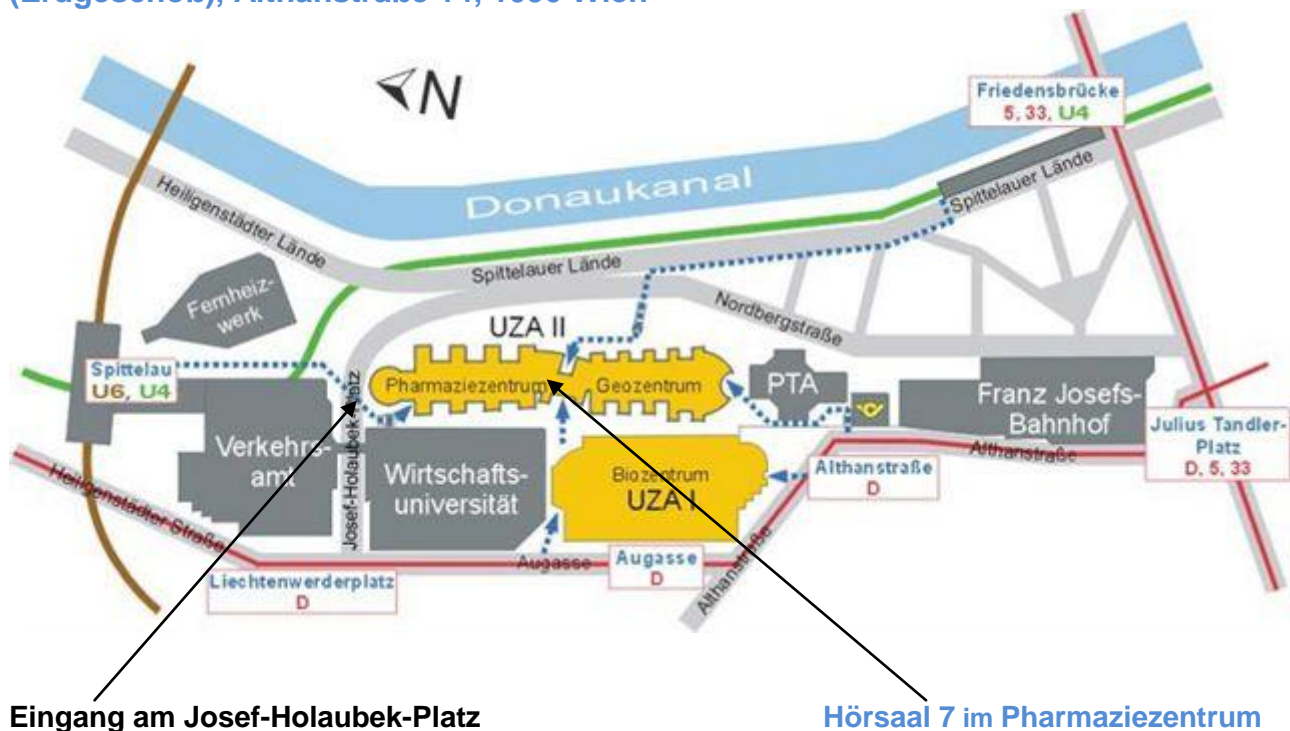 N
Friedensbrücke
5, 33, U4
Donaukanal
Heiligenstädter Lände
Spittelauer Lände
Spittelauer Lände
Nordbergstraße
Fernheiz-
werk
UZA II
Spittelau
U6, U4
Pharmaziezentrum
Geozentrum
PTA
Franz Josefs-
Bahnhof
Julius Tandler-
Platz
D, 5, 33
Verkehrs-
amt
Josef-Holaubek-Platz
Wirtschafts-
universität
Biozentrum
UZA I
Althanstraße
D
Althanstraße
Heiligenstädter Straße
Augasse
Augasse
D
Althanstraße
Liechtenwerderplatz
D
Eingang am Josef-Holaubek-Platz
Hörsaal 7 im Pharmaziezentrum